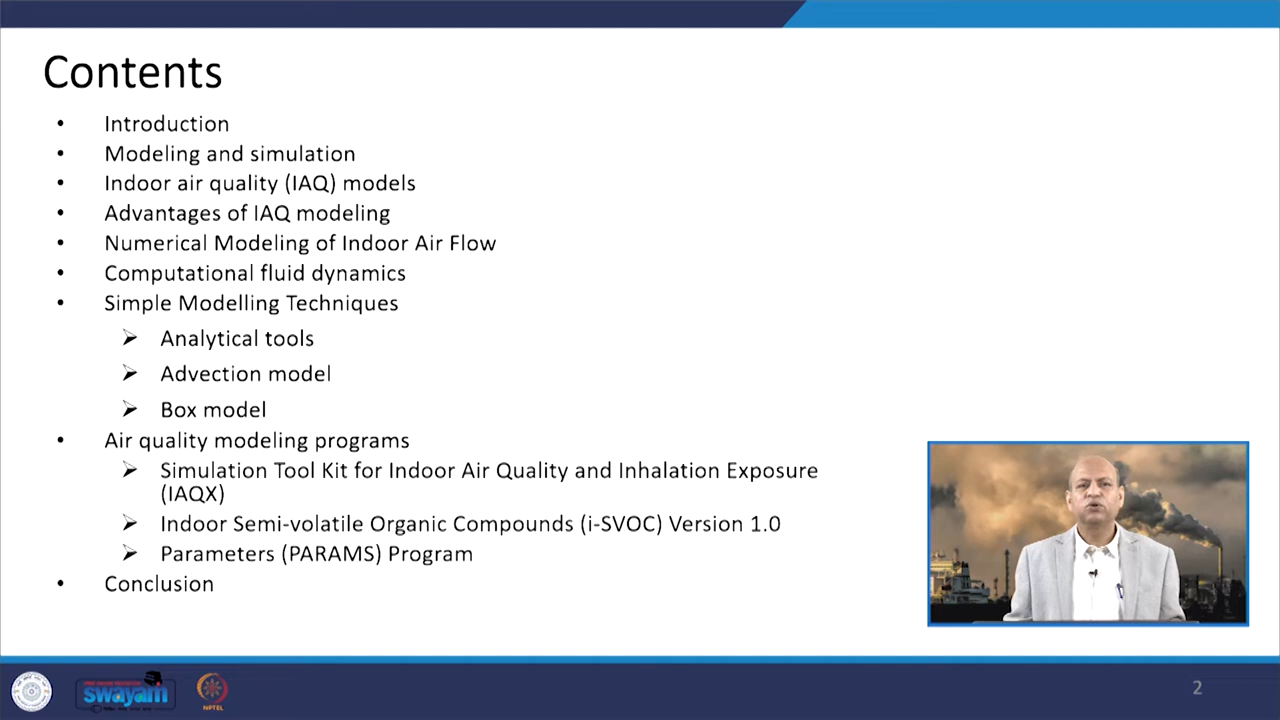 Contents
• Introduction
• Modeling and simulation
• Indoor air quality (IAQ) models
• Advantages of IAQ modeling
• Numerical Modeling of Indoor Air Flow
• Computational fluid dynamics
• Simple Modelling Techniques
➢ Analytical tools
➢ Advection model
➢ Box model
• Air quality modeling programs
➢ Simulation Tool Kit for Indoor Air Quality and Inhalation Exposure
(IAQX)
➢ Indoor Semi-volatile Organic Compounds (i-SVOC) Version 1.0
➢ Parameters (PARAMS) Program
• Conclusion
swayam
NPTEL
2